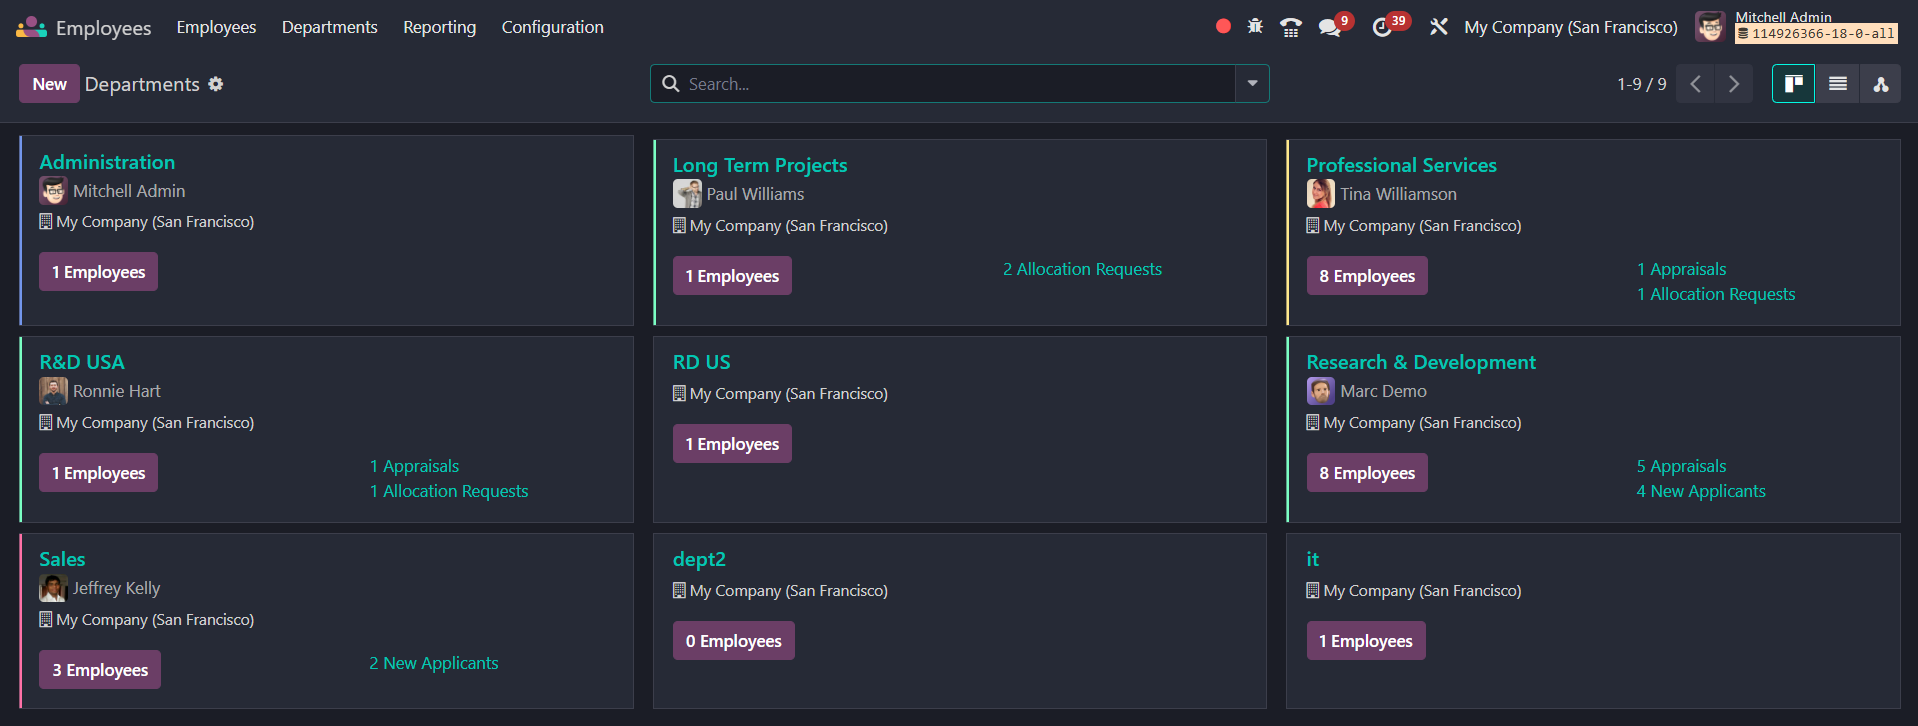 Employees Employees Departments Reporting Configuration 9 39 My Company (San Francisco) Mitchell Admin
114926366-18-0-all
New Departments Search... 1-9 / 9
Administration
Mitchell Admin
My Company (San Francisco)
1 Employees
Long Term Projects
Paul Williams
My Company (San Francisco)
1 Employees
2 Allocation Requests
Professional Services
Tina Williamson
My Company (San Francisco)
8 Employees
1 Appraisals
1 Allocation Requests
R&D USA
Ronnie Hart
My Company (San Francisco)
1 Employees
1 Appraisals
1 Allocation Requests
RD US
My Company (San Francisco)
1 Employees
Research & Development
Marc Demo
My Company (San Francisco)
8 Employees
5 Appraisals
4 New Applicants
Sales
Jeffrey Kelly
My Company (San Francisco)
3 Employees
2 New Applicants
dept2
My Company (San Francisco)
0 Employees
it
My Company (San Francisco)
1 Employees